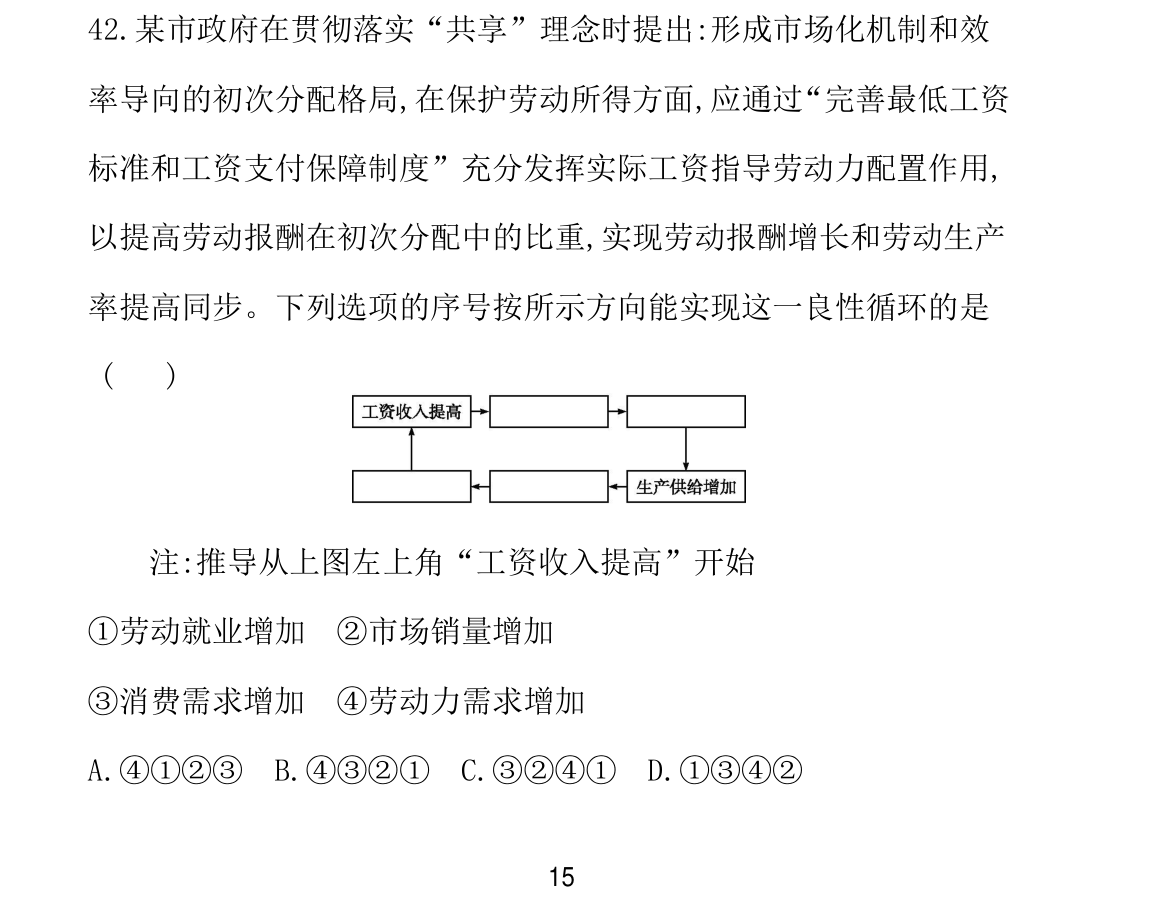 42.某市政府在贯彻落实“共享”理念时提出:形成市场化机制和效
率导向的初次分配格局,在保护劳动所得方面,应通过“完善最低工资
标准和工资支付保障制度”充分发挥实际工资指导劳动力配置作用,
以提高劳动报酬在初次分配中的比重,实现劳动报酬增长和劳动生产
率提高同步。下列选项的序号按所示方向能实现这一良性循环的是
(　　)
工资收入提高
生产供给增加
注:推导从上图左上角“工资收入提高”开始
①劳动就业增加　②市场销量增加
③消费需求增加　④劳动力需求增加
A.④①②③　B.④③②①　C.③②④①　D.①③④②
15